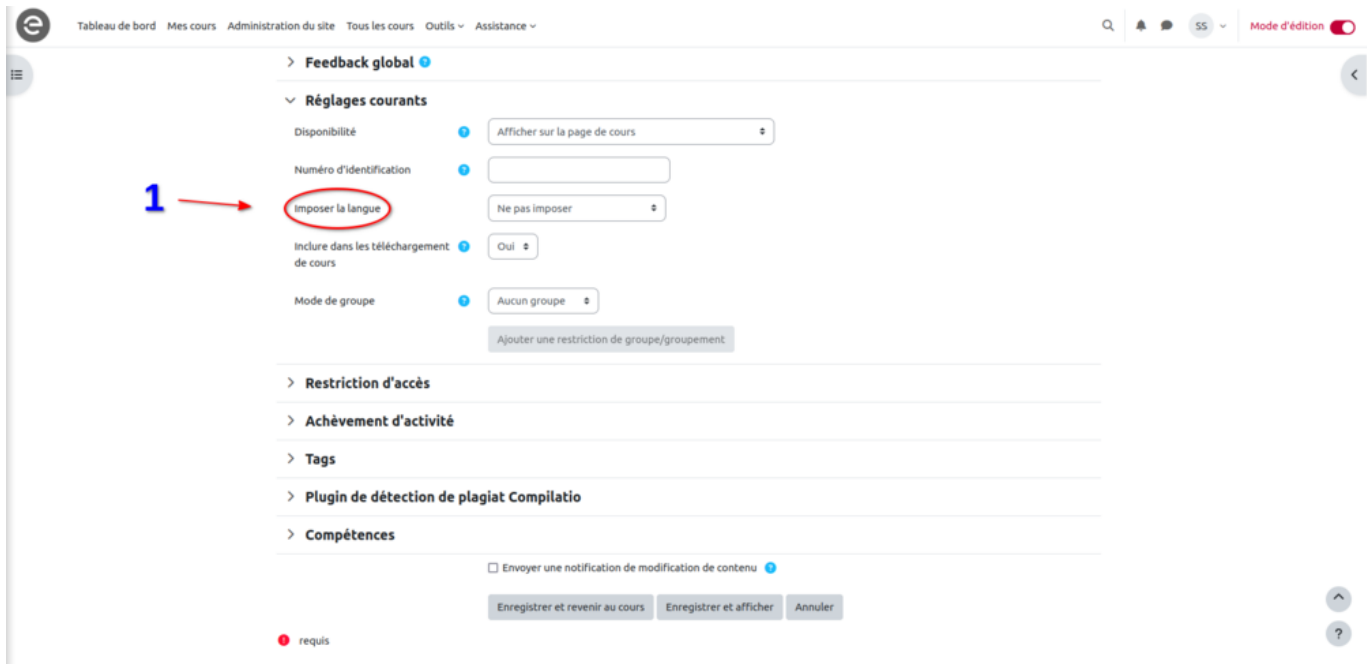 e Tableau de bord Mes cours Administration du site Tous les cours Outils Assistance SS Mode d'édition
Feedback global ?
Réglages courants
Disponibilité ? Afficher sur la page de cours
Numéro d'identification ?
1 Imposer la langue Ne pas imposer
Inclure dans les téléchargement ? Oui
de cours
Mode de groupe ? Aucun groupe
Ajouter une restriction de groupe/groupement
Restriction d'accès
Achèvement d'activité
Tags
Plugin de détection de plagiat Compilatio
Compétences
Envoyer une notification de modification de contenu ?
Enregistrer et revenir au cours Enregistrer et afficher Annuler
?
! requis